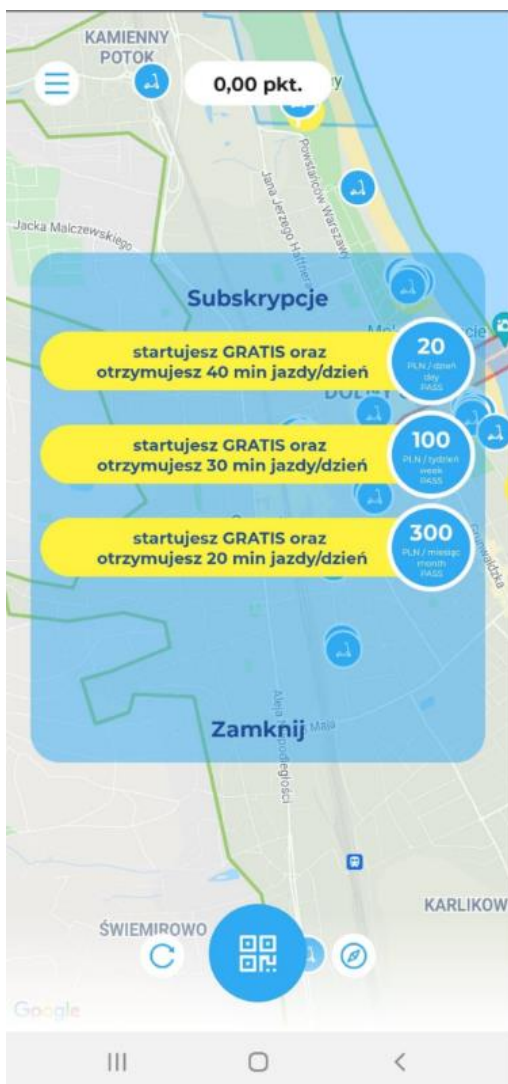 KAMIENNY
POTOK
0,00 pkt.
Powstańców Warszawy
Jana Jerzego Haffnera
Jacka Malczewskiego
Subskrypcje
startujesz GRATIS oraz
otrzymujesz 40 min jazdy/dzień
20
PLN / dzień
day
PASS
startujesz GRATIS oraz
otrzymujesz 30 min jazdy/dzień
100
PLN / tydzień
week
PASS
startujesz GRATIS oraz
otrzymujesz 20 min jazdy/dzień
300
PLN / miesiąc
month
PASS
Grunwaldzka
Zamknij
Maja
Aleja Niepodległości
KARLIKOW
ŚWIEMIROWO
Google